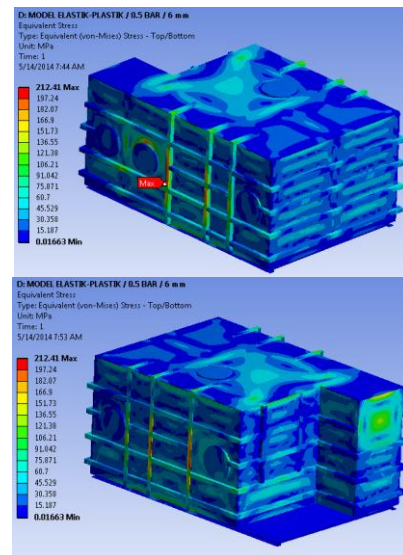 D: MODEL ELASTIK-PLASTIK / 0.5 BAR / 6 mm
Equivalent Stress
Type: Equivalent (von-Mises) Stress - Top/Bottom
Unit: MPa
Time: 1
5/14/2014 7:44 AM
212.41 Max
197.24
182.07
166.9
151.73
136.55
121.38
106.21
91.042
75.871
60.7
45.529
30.358
15.187
0.01663 Min
Max
D: MODEL ELASTIK-PLASTIK / 0.5 BAR / 6 mm
Equivalent Stress
Type: Equivalent (von-Mises) Stress - Top/Bottom
Unit: MPa
Time: 1
5/14/2014 7:53 AM
212.41 Max
197.24
182.07
166.9
151.73
136.55
121.38
106.21
91.042
75.871
60.7
45.529
30.358
15.187
0.01663 Min